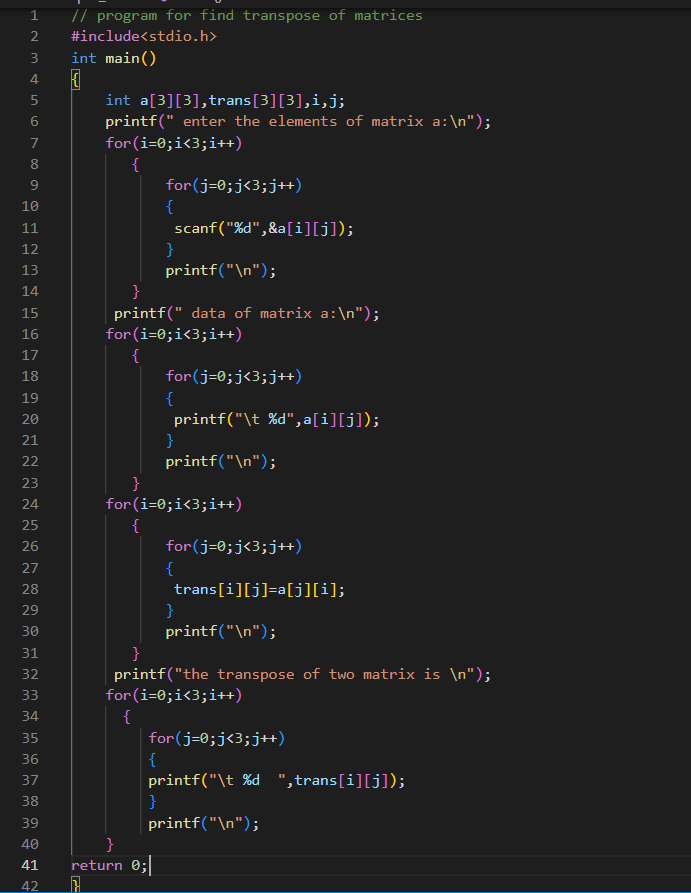 1 // program for find transpose of matrices
2 #include<stdio.h>
3 int main()
4 {
5 int a[3][3],trans[3][3],i,j;
6 printf(" enter the elements of matrix a:\n");
7 for(i=0;i<3;i++)
8 {
9 for(j=0;j<3;j++)
10 {
11 scanf("%d",&a[i][j]);
12 }
13 printf("\n");
14 }
15 printf(" data of matrix a:\n");
16 for(i=0;i<3;i++)
17 {
18 for(j=0;j<3;j++)
19 {
20 printf("\t %d",a[i][j]);
21 }
22 printf("\n");
23 }
24 for(i=0;i<3;i++)
25 {
26 for(j=0;j<3;j++)
27 {
28 trans[i][j]=a[j][i];
29 }
30 printf("\n");
31 }
32 printf("the transpose of two matrix is \n");
33 for(i=0;i<3;i++)
34 {
35 for(j=0;j<3;j++)
36 {
37 printf("\t %d  ",trans[i][j]);
38 }
39 printf("\n");
40 }
41 return 0;
42 }